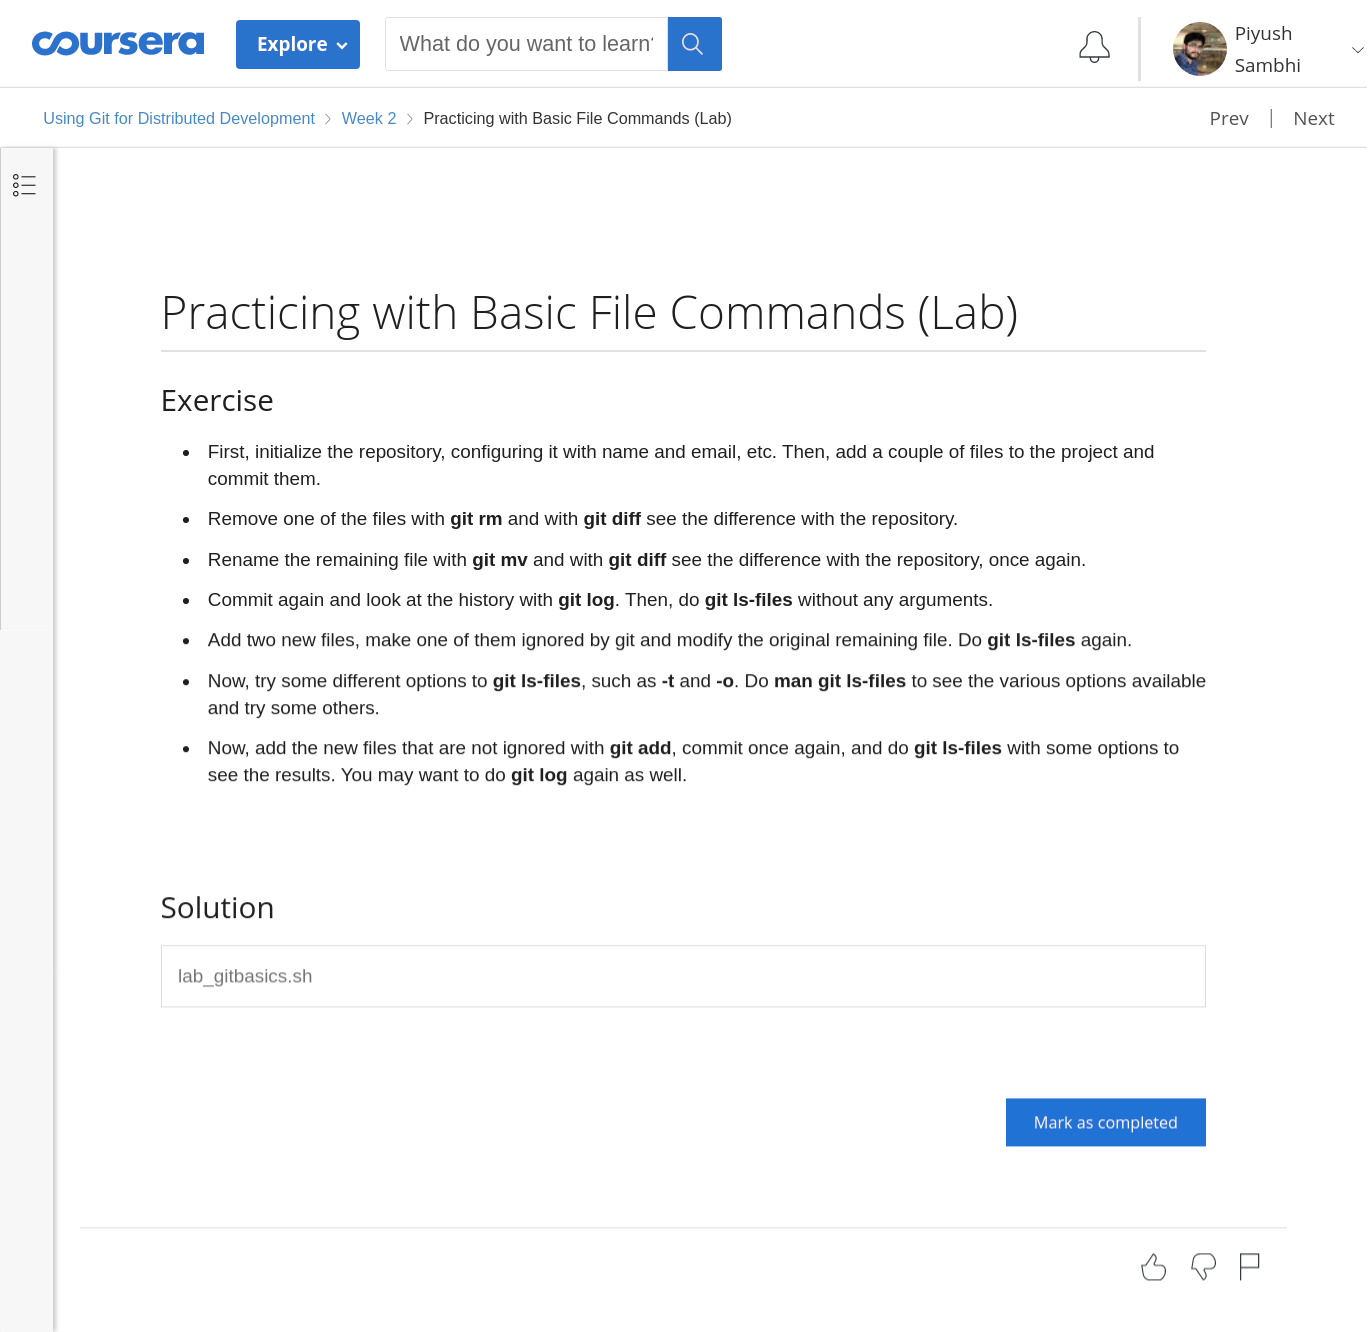 coursera
Explore
What do you want to learn?
Piyush
Sambhi
Using Git for Distributed Development
Week 2
Practicing with Basic File Commands (Lab)
Prev
Next
Practicing with Basic File Commands (Lab)
Exercise
First, initialize the repository, configuring it with name and email, etc. Then, add a couple of files to the project and
commit them.
Remove one of the files with git rm and with git diff see the difference with the repository.
Rename the remaining file with git mv and with git diff see the difference with the repository, once again.
Commit again and look at the history with git log. Then, do git ls-files without any arguments.
Add two new files, make one of them ignored by git and modify the original remaining file. Do git ls-files again.
Now, try some different options to git ls-files, such as -t and -o. Do man git ls-files to see the various options available
and try some others.
Now, add the new files that are not ignored with git add, commit once again, and do git ls-files with some options to
see the results. You may want to do git log again as well.
Solution
lab_gitbasics.sh
Mark as completed